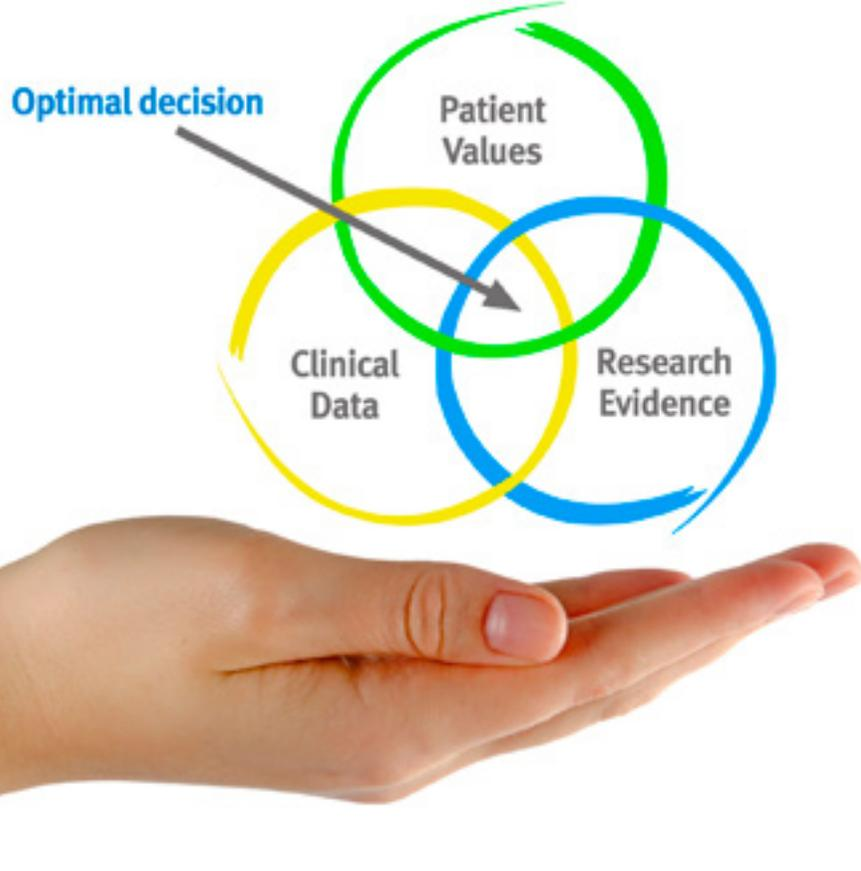 Optimal decision
Patient
Values
Clinical
Data
Research
Evidence